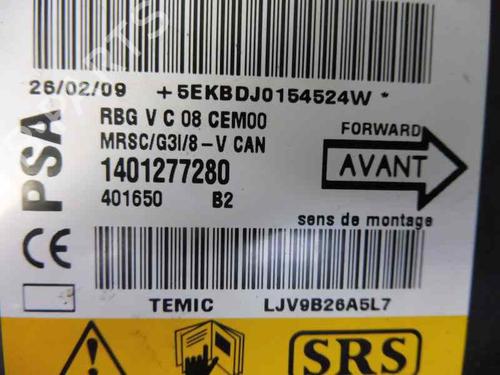 26/02/09 +5EKBDJ0154524W*
PSA
RBG V C 08 CEM00
MRSC/G3I/8-V CAN
1401277280
401650 B2
FORWARD
AVANT
sens de montage
CE
TEMIC LJV9B26A5L7
SRS